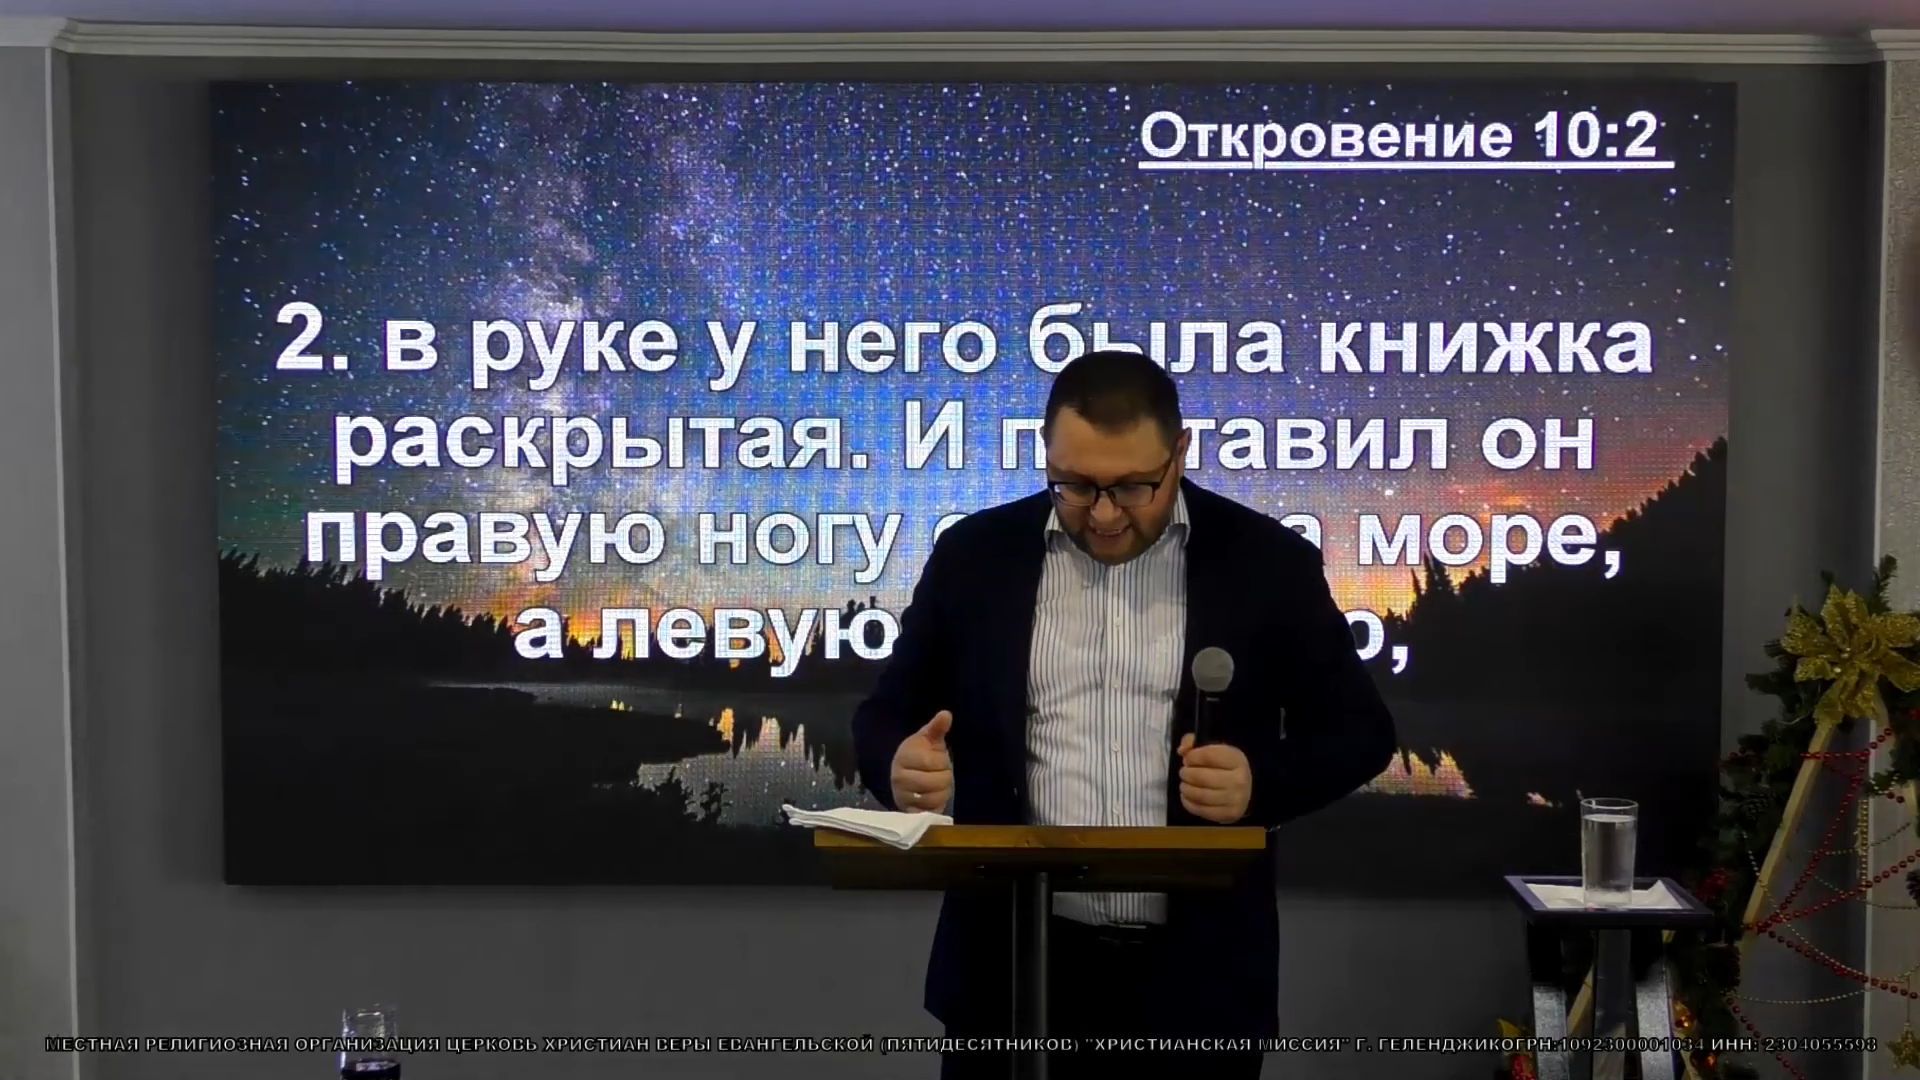 Откровение 10:2
2. в руке у него была книжка
раскрытая. И поставил он
правую ногу на море,
а левую
МЕСТНАЯ РЕЛИГИОЗНАЯ ОРГАНИЗАЦИЯ ЦЕРКОВЬ ХРИСТИАН ВЕРЫ ЕВАНГЕЛЬСКОЙ (ПЯТИДЕСЯТНИКОВ) "ХРИСТИАНСКАЯ МИССИЯ" Г. ГЕЛЕНДЖИКОГРН:1092300001034 ИНН: 2304055598